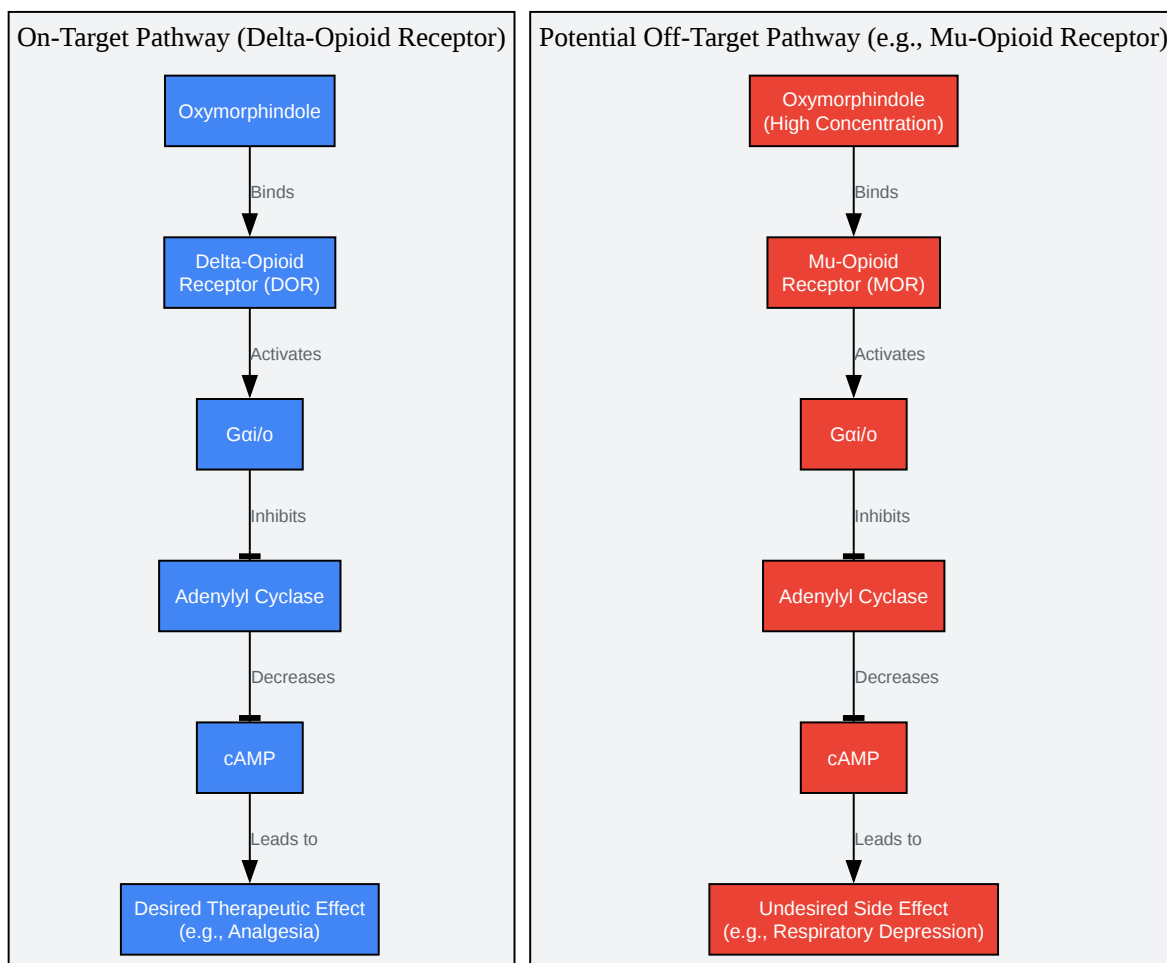 On-Target Pathway (Delta-Opioid Receptor)
Oxymorphindole
Binds
Delta-Opioid
Receptor (DOR)
Activates
Gαi/o
Inhibits
Adenylyl Cyclase
Decreases
cAMP
Leads to
Desired Therapeutic Effect
(e.g., Analgesia)
Potential Off-Target Pathway (e.g., Mu-Opioid Receptor)
Oxymorphindole
(High Concentration)
Binds
Mu-Opioid
Receptor (MOR)
Activates
Gαi/o
Inhibits
Adenylyl Cyclase
Decreases
cAMP
Leads to
Undesired Side Effect
(e.g., Respiratory Depression)